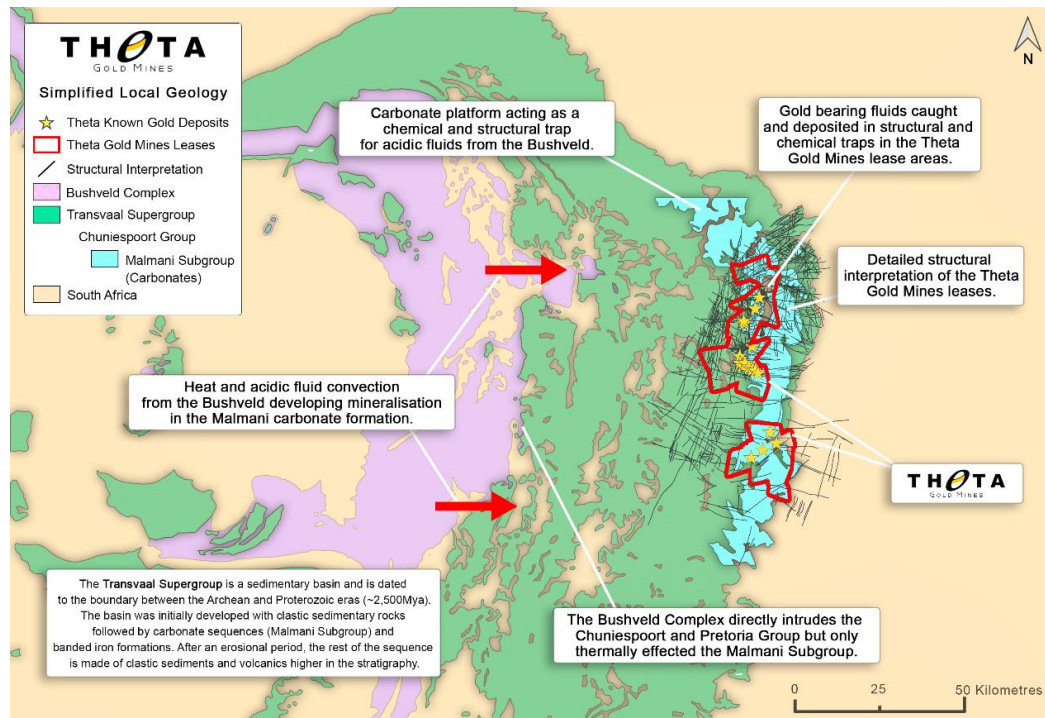 THETA
GOLD MINES
Simplified Local Geology
Theta Known Gold Deposits
Theta Gold Mines Leases
Structural Interpretation
Bushveld Complex
Transvaal Supergroup
Chuniespoort Group
Malmani Subgroup
(Carbonates)
South Africa
N
Carbonate platform acting as a
chemical and structural trap
for acidic fluids from the Bushveld.
Gold bearing fluids caught
and deposited in structural and
chemical traps in the Theta
Gold Mines lease areas.
Detailed structural
interpretation of the Theta
Gold Mines leases.
Heat and acidic fluid convection
from the Bushveld developing mineralisation
in the Malmani carbonate formation.
THETA
GOLD MINES
The Transvaal Supergroup is a sedimentary basin and is dated
to the boundary between the Archean and Proterozoic eras (~2,500Mya).
The basin was initially developed with clastic sedimentary rocks
followed by carbonate sequences (Malmani Subgroup) and
banded iron formations. After an erosional period, the rest of the sequence
is made of clastic sediments and volcanics higher in the stratigraphy.
The Bushveld Complex directly intrudes the
Chuniespoort and Pretoria Group but only
thermally effected the Malmani Subgroup.
0 25 50 Kilometres